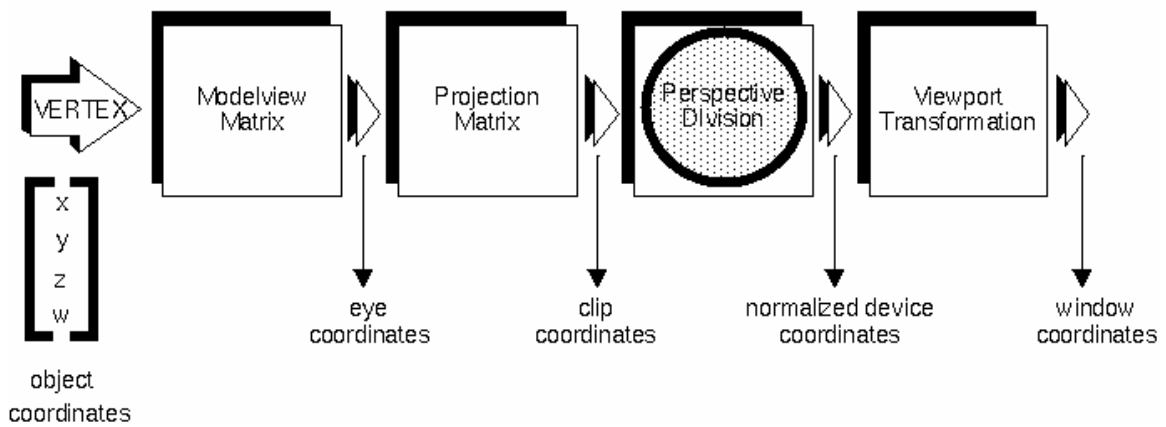 VERTEX
Modelview
Matrix
Projection
Matrix
Perspective
Division
Viewport
Transformation
x
y
z
w
object
coordinates
eye
coordinates
clip
coordinates
normalized device
coordinates
window
coordinates